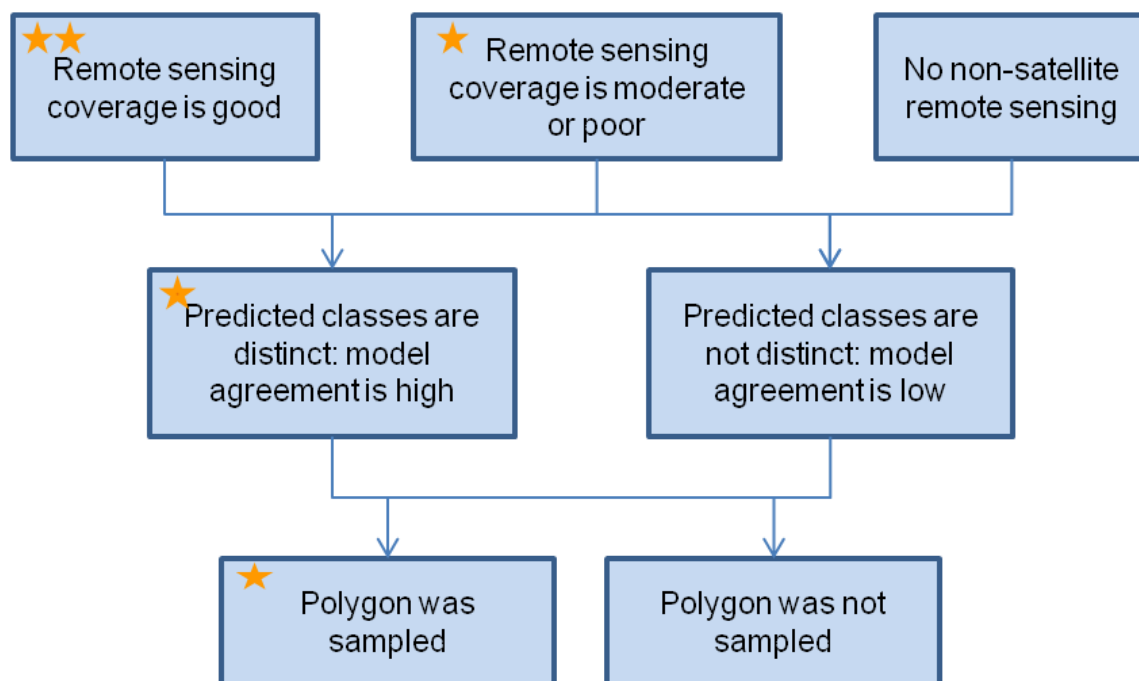 Remote sensing
coverage is good
Remote sensing
coverage is moderate
or poor
No non-satellite
remote sensing
Predicted classes are
distinct: model
agreement is high
Predicted classes are
not distinct: model
agreement is low
Polygon was
sampled
Polygon was not
sampled